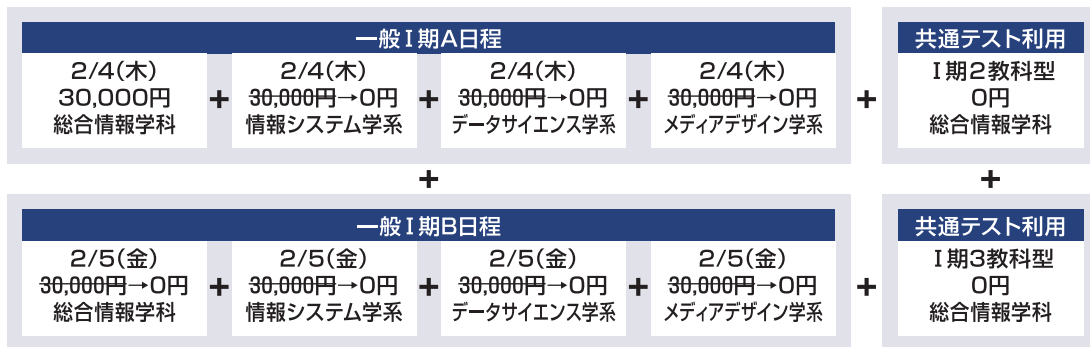 一般Ⅰ期A日程
2/4(木)
30,000円
総合情報学科
+
2/4(木)
30,000円→0円
情報システム学系
+
2/4(木)
30,000円→0円
データサイエンス学系
+
2/4(木)
30,000円→0円
メディアデザイン学系
+
共通テスト利用
Ⅰ期2教科型
0円
総合情報学科
+
+
一般Ⅰ期B日程
2/5(金)
30,000円→0円
総合情報学科
+
2/5(金)
30,000円→0円
情報システム学系
+
2/5(金)
30,000円→0円
データサイエンス学系
+
2/5(金)
30,000円→0円
メディアデザイン学系
+
共通テスト利用
Ⅰ期3教科型
0円
総合情報学科